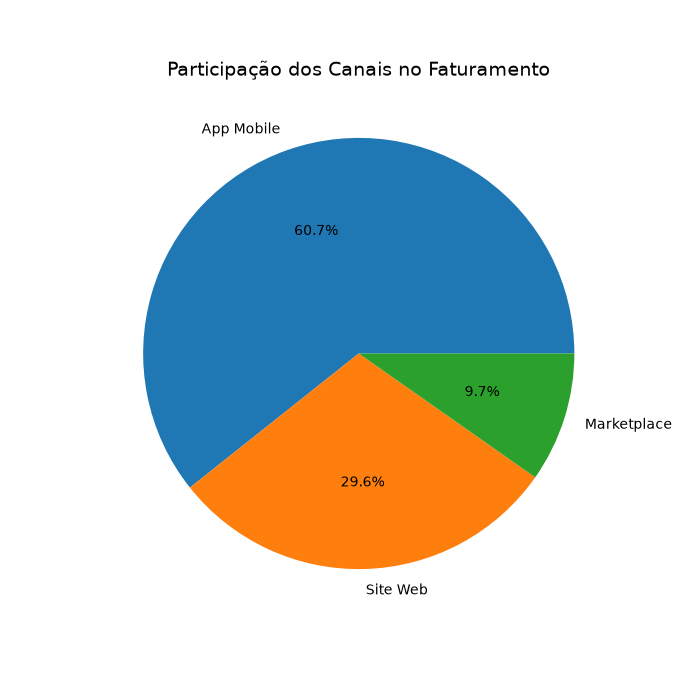 Participação dos Canais no Faturamento
App Mobile
60.7%
9.7%
Marketplace
29.6%
Site Web